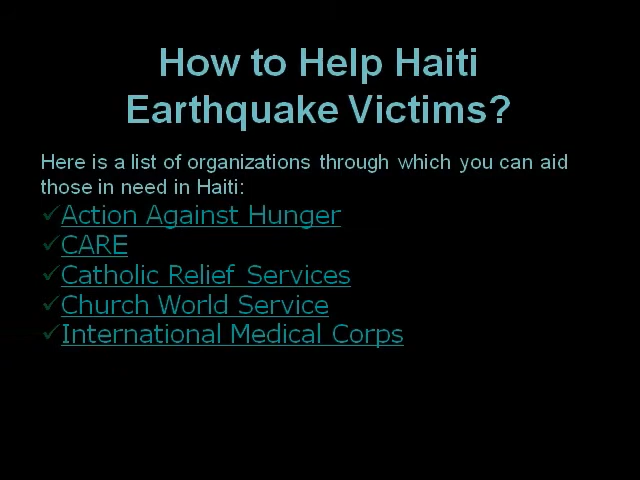 How to Help Haiti
Earthquake Victims?
Here is a list of organizations through which you can aid
those in need in Haiti:
✓Action Against Hunger
✓CARE
✓Catholic Relief Services
✓Church World Service
✓International Medical Corps